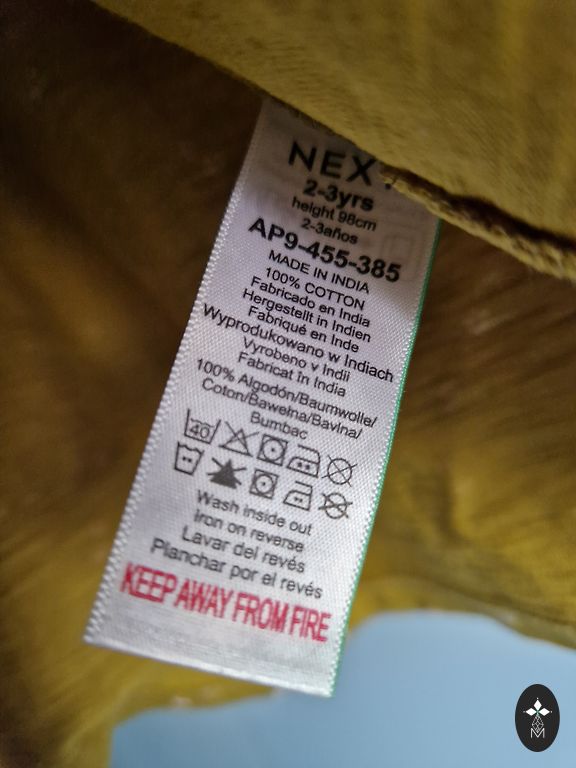 NEXT
2-3yrs
height 98cm
2-3años
AP9-455-385
MADE IN INDIA
100% COTTON
Fabricado en India
Hergestellt in Indien
Fabriqué en Inde
Wyprodukowano w Indiach
Vyrobeno v Indii
Fabricat în India
100% Algodón/Baumwolle/
Coton/Bawełna/Bavlna/
Bumbac
40
Wash inside out
Iron on reverse
Lavar del revés
Planchar por el revés
KEEP AWAY FROM FIRE
M